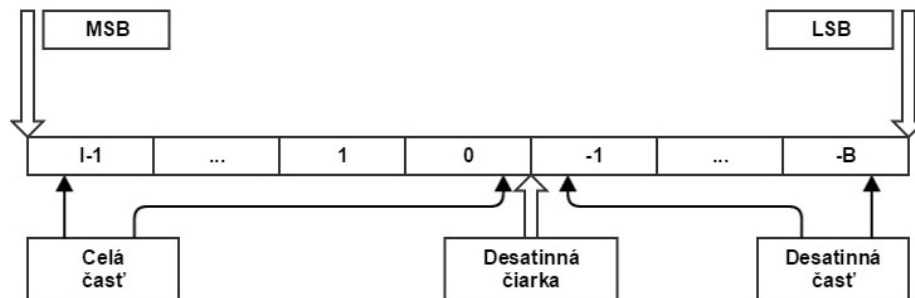 MSB
LSB
I-1 ... 1 0 -1 ... -B
Celá
časť
Desatinná
čiarka
Desatinná
časť